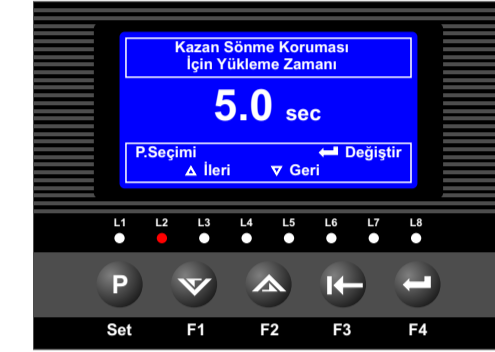 Kazan Sönme Koruması
İçin Yükleme Zamanı
5.0 sec
P.Seçimi Değiştir
İleri Geri
L1 L2 L3 L4 L5 L6 L7 L8
P
Set F1 F2 F3 F4